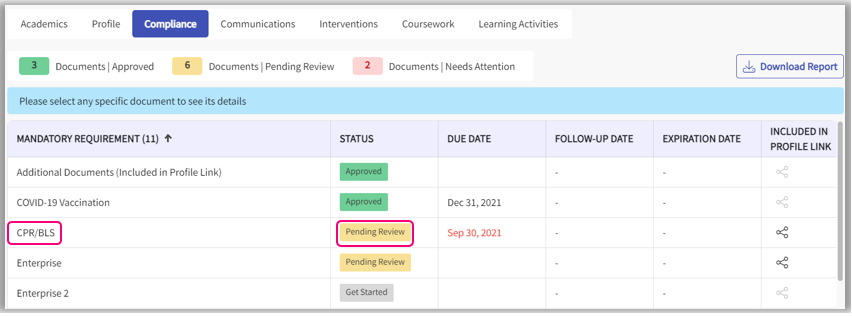 Academics Profile Compliance Communications Interventions Coursework Learning Activities
3 Documents | Approved 6 Documents | Pending Review 2 Documents | Needs Attention Download Report
Please select any specific document to see its details
MANDATORY REQUIREMENT (11) ↑ STATUS DUE DATE FOLLOW-UP DATE EXPIRATION DATE INCLUDED IN
PROFILE LINK
Additional Documents (Included in Profile Link) Approved - -
COVID-19 Vaccination Approved Dec 31, 2021 - -
CPR/BLS Pending Review Sep 30, 2021 - -
Enterprise Pending Review - -
Enterprise 2 Get Started - -